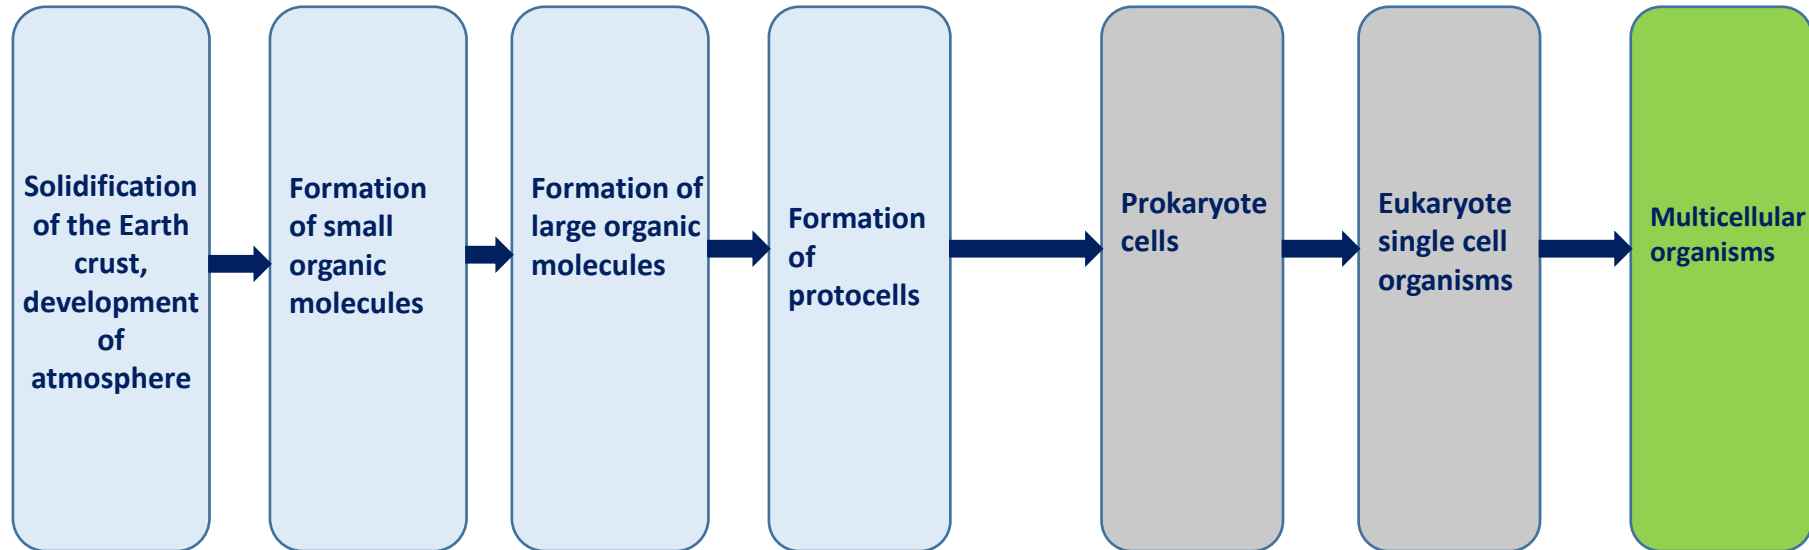 Solidification
of the Earth
crust,
development
of
atmosphere
Formation
of small
organic
molecules
Formation of
large organic
molecules
Formation
of
protocells
Prokaryote
cells
Eukaryote
single cell
organisms
Multicellular
organisms